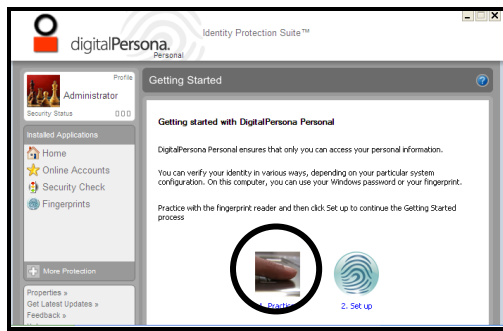 digitalPersona.
Personal
Identity Protection Suite™
Profile
Administrator
Security Status
Installed Applications
Home
Online Accounts
Security Check
Fingerprints
More Protection
Properties »
Get Latest Updates »
Feedback »
Getting Started
Getting started with DigitalPersona Personal
DigitalPersona Personal ensures that only you can access your personal information.
You can verify your identity in various ways, depending on your particular system
configuration. On this computer, you can use your Windows password or your fingerprint.
Practice with the fingerprint reader and then click Set up to continue the Getting Started
process
1. Practice
2. Set up